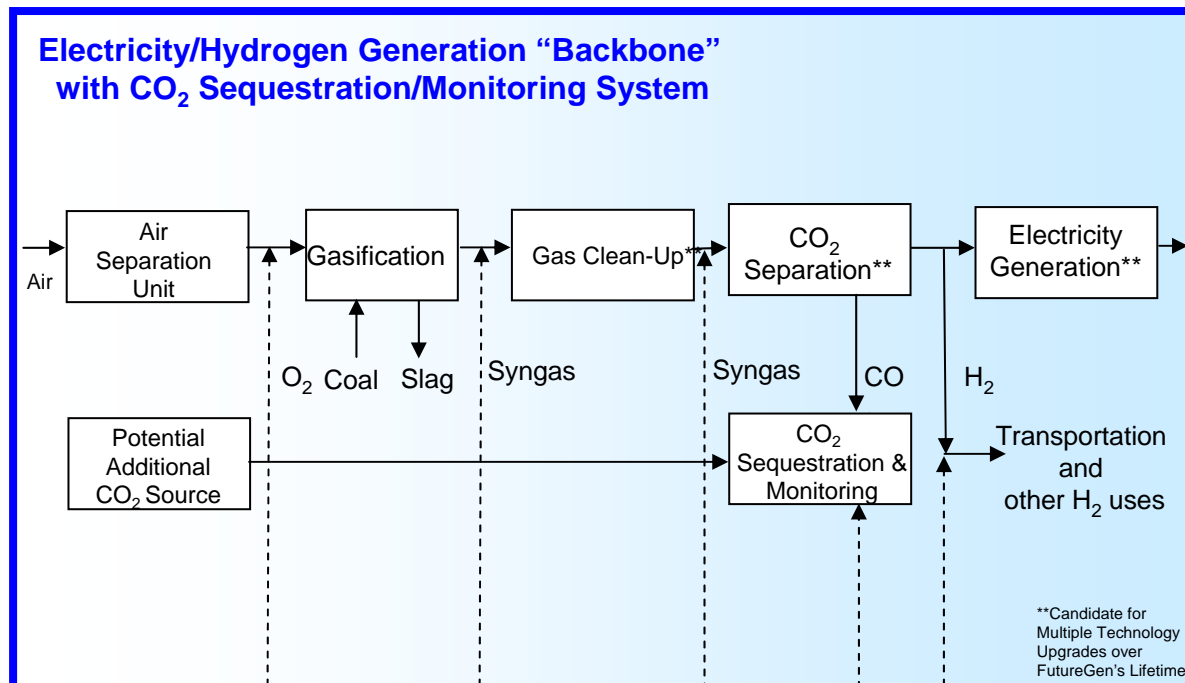 Electricity/Hydrogen Generation “Backbone”
with CO₂ Sequestration/Monitoring System
Air
Air
Separation
Unit
Gasification
Gas Clean-Up**
CO₂
Separation**
Electricity
Generation**
O₂
Coal
Slag
Syngas
Syngas
CO
H₂
Potential
Additional
CO₂ Source
CO₂
Sequestration &
Monitoring
Transportation
and
other H₂ uses
**Candidate for
Multiple Technology
Upgrades over
FutureGen’s Lifetime